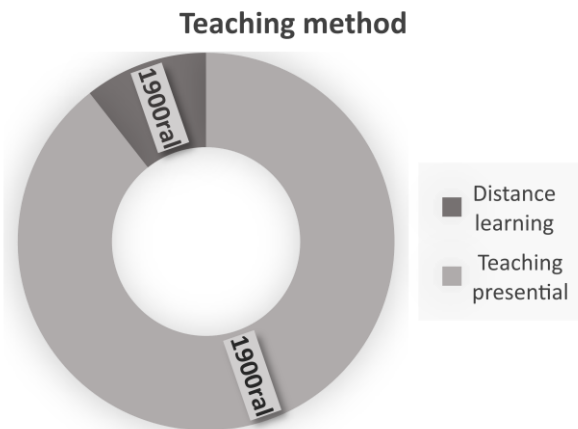 Teaching method
1900ral
1900ral
Distance
learning
Teaching
presential